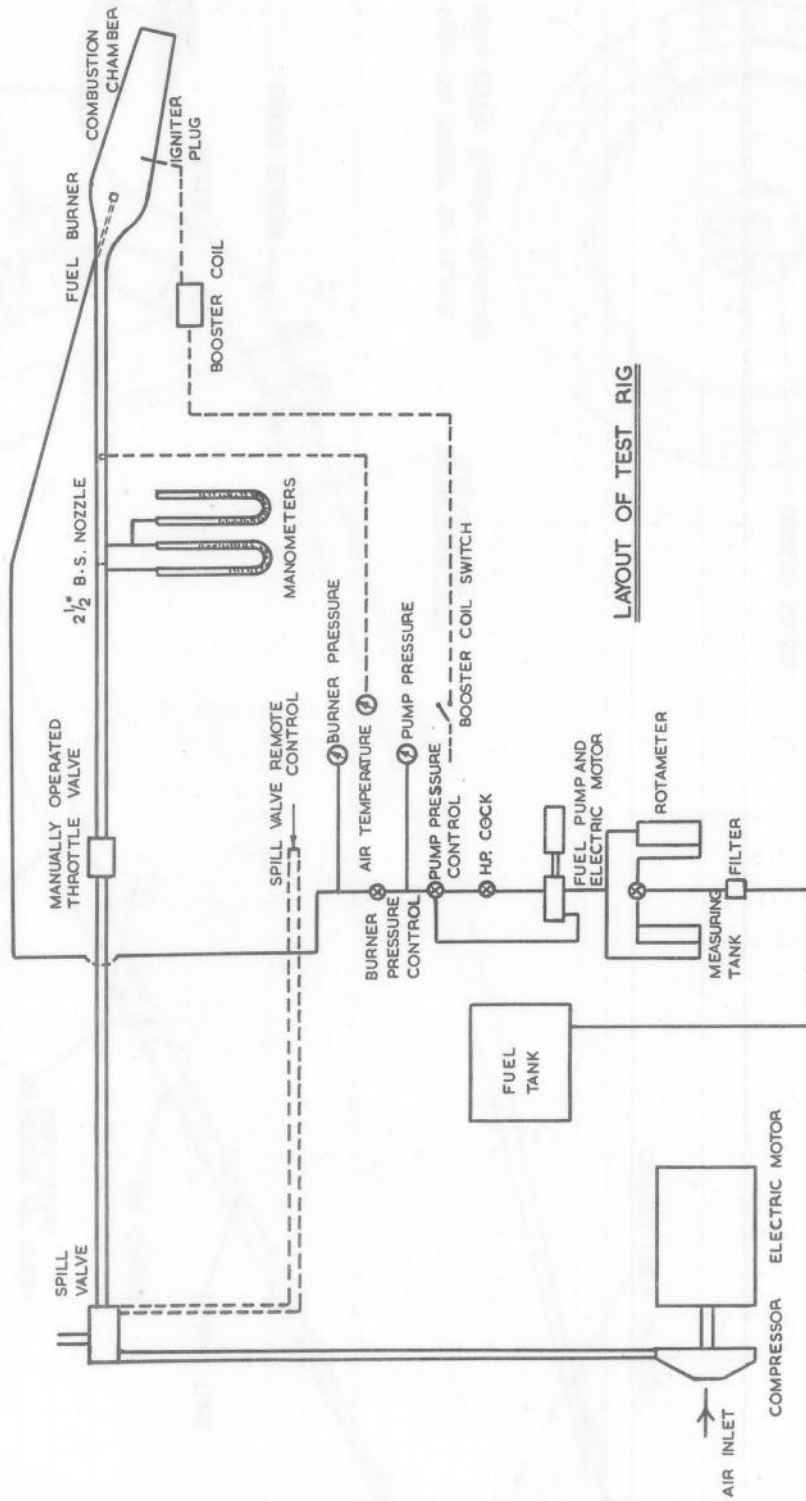 COMBUSTION
CHAMBER
FUEL BURNER
IGNITER
PLUG
BOOSTER COIL
2½" B.S. NOZZLE
MANOMETERS
MANUALLY OPERATED
THROTTLE VALVE
SPILL VALVE REMOTE
CONTROL
BURNER PRESSURE
AIR TEMPERATURE
PUMP PRESSURE
PUMP PRESSURE
CONTROL
BOOSTER COIL SWITCH
BURNER
PRESSURE
CONTROL
H.P. COCK
FUEL PUMP AND
ELECTRIC MOTOR
ROTAMETER
MEASURING
TANK
FILTER
FUEL
TANK
SPILL
VALVE
ELECTRIC MOTOR
COMPRESSOR
AIR INLET
LAYOUT OF TEST RIG